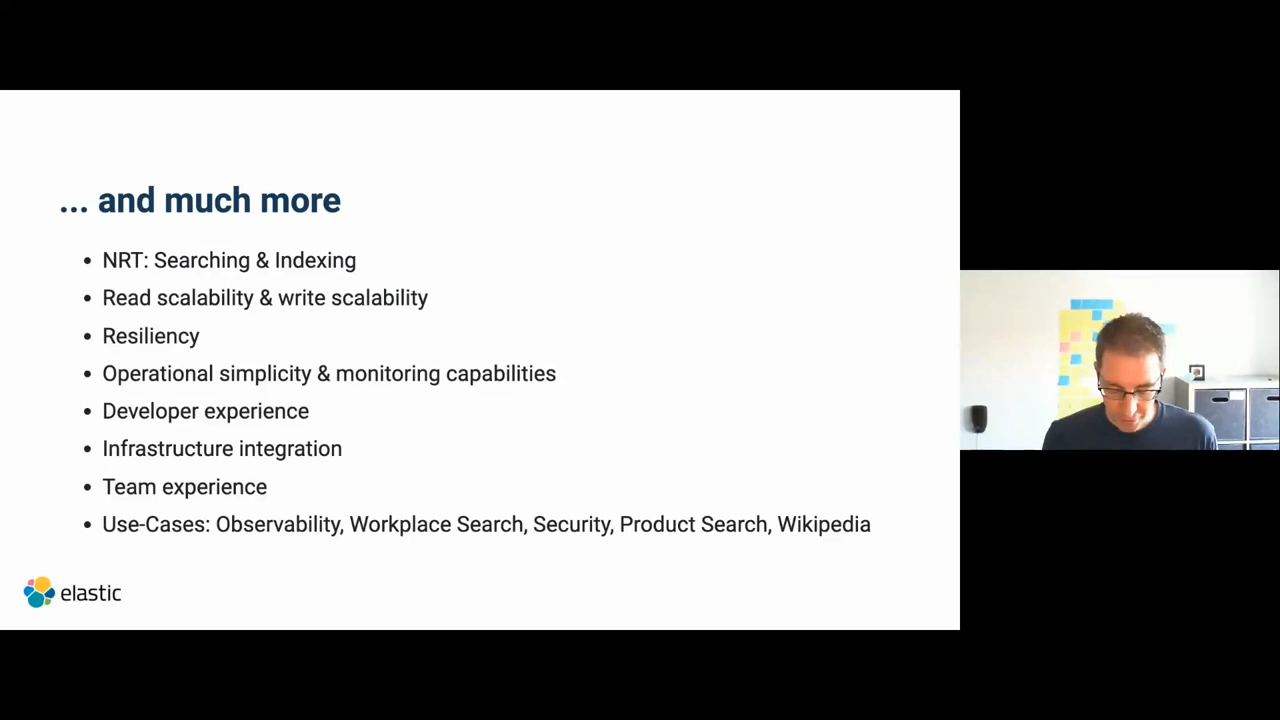 ... and much more
• NRT: Searching & Indexing
• Read scalability & write scalability
• Resiliency
• Operational simplicity & monitoring capabilities
• Developer experience
• Infrastructure integration
• Team experience
• Use-Cases: Observability, Workplace Search, Security, Product Search, Wikipedia
elastic